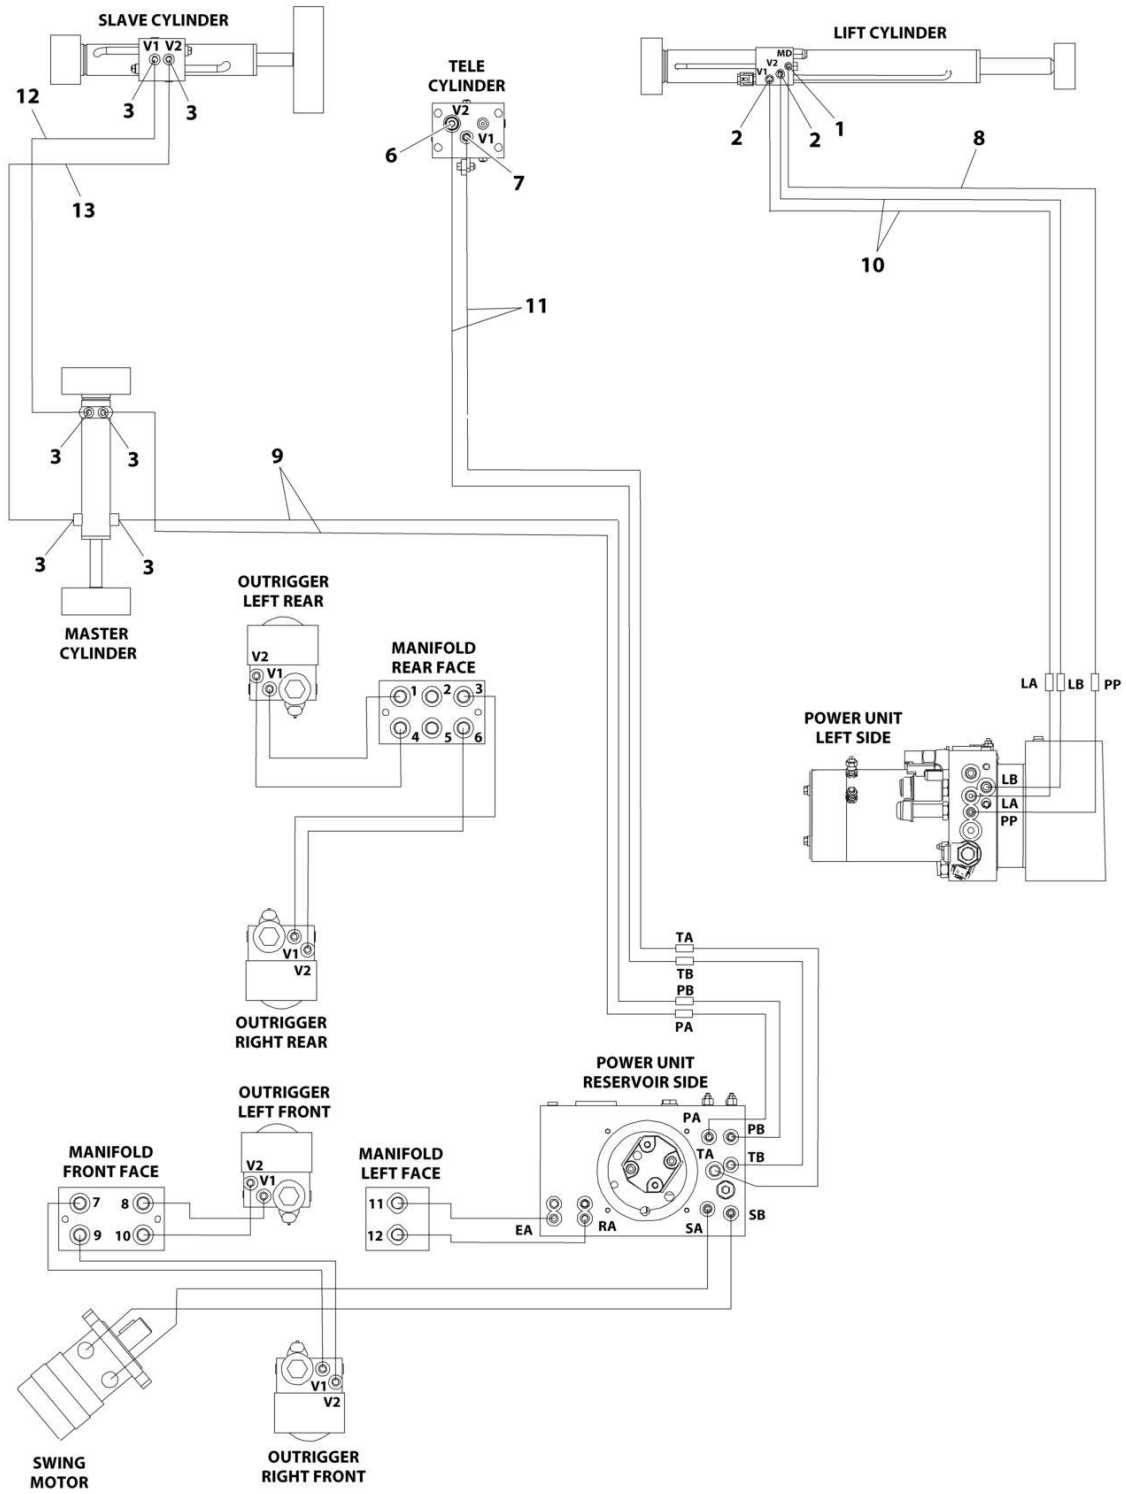 SLAVE CYLINDER
V1 V2
3
3
12
13
TELE
CYLINDER
V2
V1
6
7
11
LIFT CYLINDER
MD
V2
V1
2
2
1
8
10
3
3
9
3
3
MASTER
CYLINDER
OUTRIGGER
LEFT REAR
V2
V1
MANIFOLD
REAR FACE
1 2 3
4 5 6
LA LB PP
POWER UNIT
LEFT SIDE
LB
LA
PP
V1
V2
OUTRIGGER
RIGHT REAR
TA
TB
PB
PA
POWER UNIT
RESERVOIR SIDE
PA
PB
TA
TB
EA
RA
SA
SB
OUTRIGGER
LEFT FRONT
V2
V1
MANIFOLD
FRONT FACE
7 8
9 10
MANIFOLD
LEFT FACE
11
12
V1
V2
OUTRIGGER
RIGHT FRONT
SWING
MOTOR